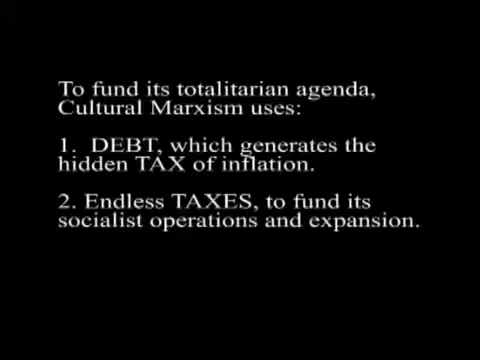 To fund its totalitarian agenda,
Cultural Marxism uses:
1.  DEBT, which generates the
hidden TAX of inflation.
2. Endless TAXES, to fund its
socialist operations and expansion.